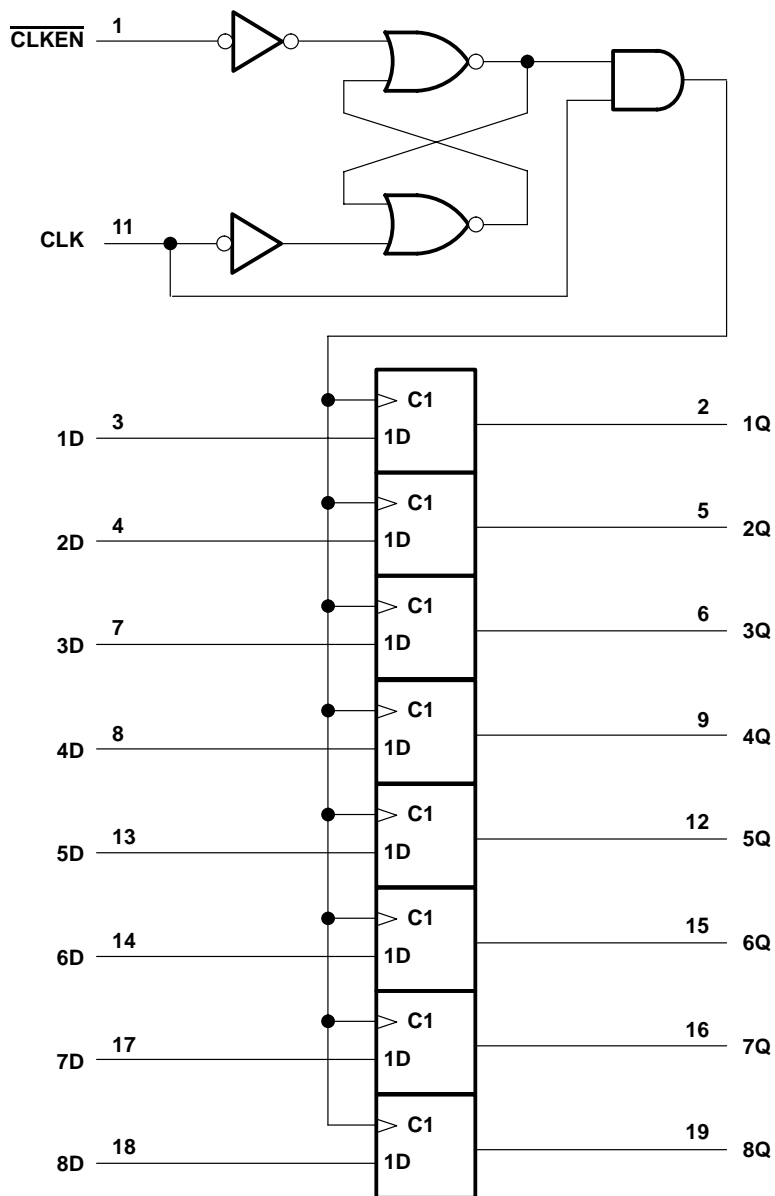 C̅L̅K̅E̅N̅ 1
CLK 11
C1
1D 3 1D 2 1Q
C1
2D 4 1D 5 2Q
C1
3D 7 1D 6 3Q
C1
4D 8 1D 9 4Q
C1
5D 13 1D 12 5Q
C1
6D 14 1D 15 6Q
C1
7D 17 1D 16 7Q
C1
8D 18 1D 19 8Q